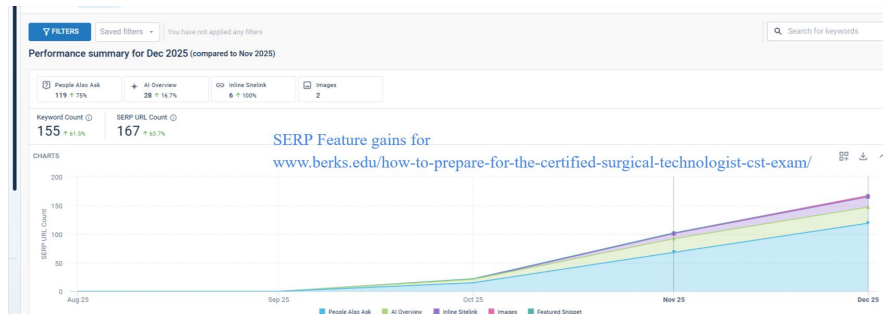 FILTERS
Saved filters
You have not applied any filters
Search for keywords
Performance summary for Dec 2025 (compared to Nov 2025)
People Also Ask
119 ↑ 75%
AI Overview
28 ↑ 16.7%
Inline Sitelink
6 ↑ 100%
Images
2
Keyword Count
155 ↑ 61.5%
SERP URL Count
167 ↑ 63.7%
SERP Feature gains for
www.berks.edu/how-to-prepare-for-the-certified-surgical-technologist-cst-exam/
CHARTS
SERP URL Count
200
150
100
50
0
Aug 25
Sep 25
Oct 25
Nov 25
Dec 25
People Also Ask
AI Overview
Inline Sitelink
Images
Featured Snippet